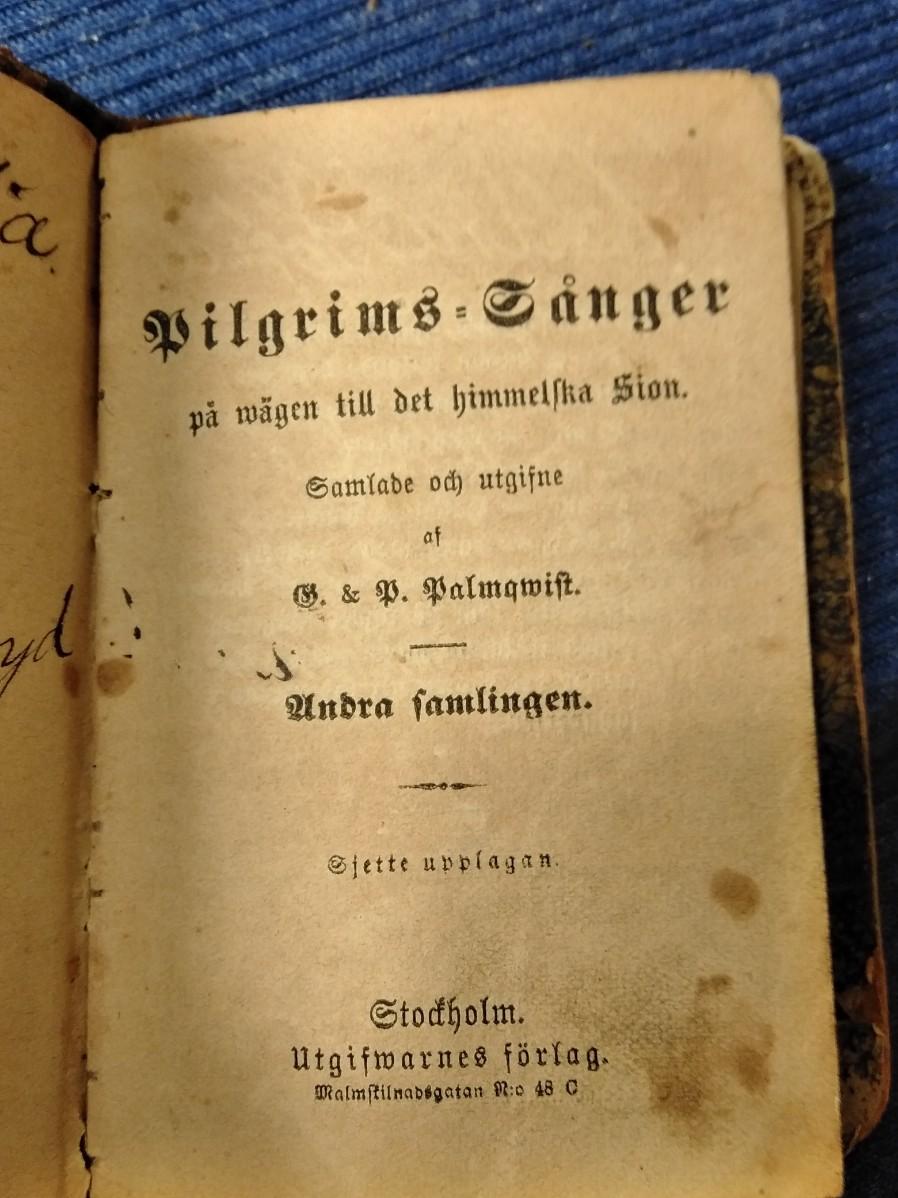 Pilgrims-Sånger
på wägen till det himmelska Sion.
Samlade och utgifne
af
G. & P. Palmqwist.
Andra samlingen.
Sjette upplagan.
Stockholm.
Utgifwarnes förlag.
Malmskilnadsgatan N:o 48 C